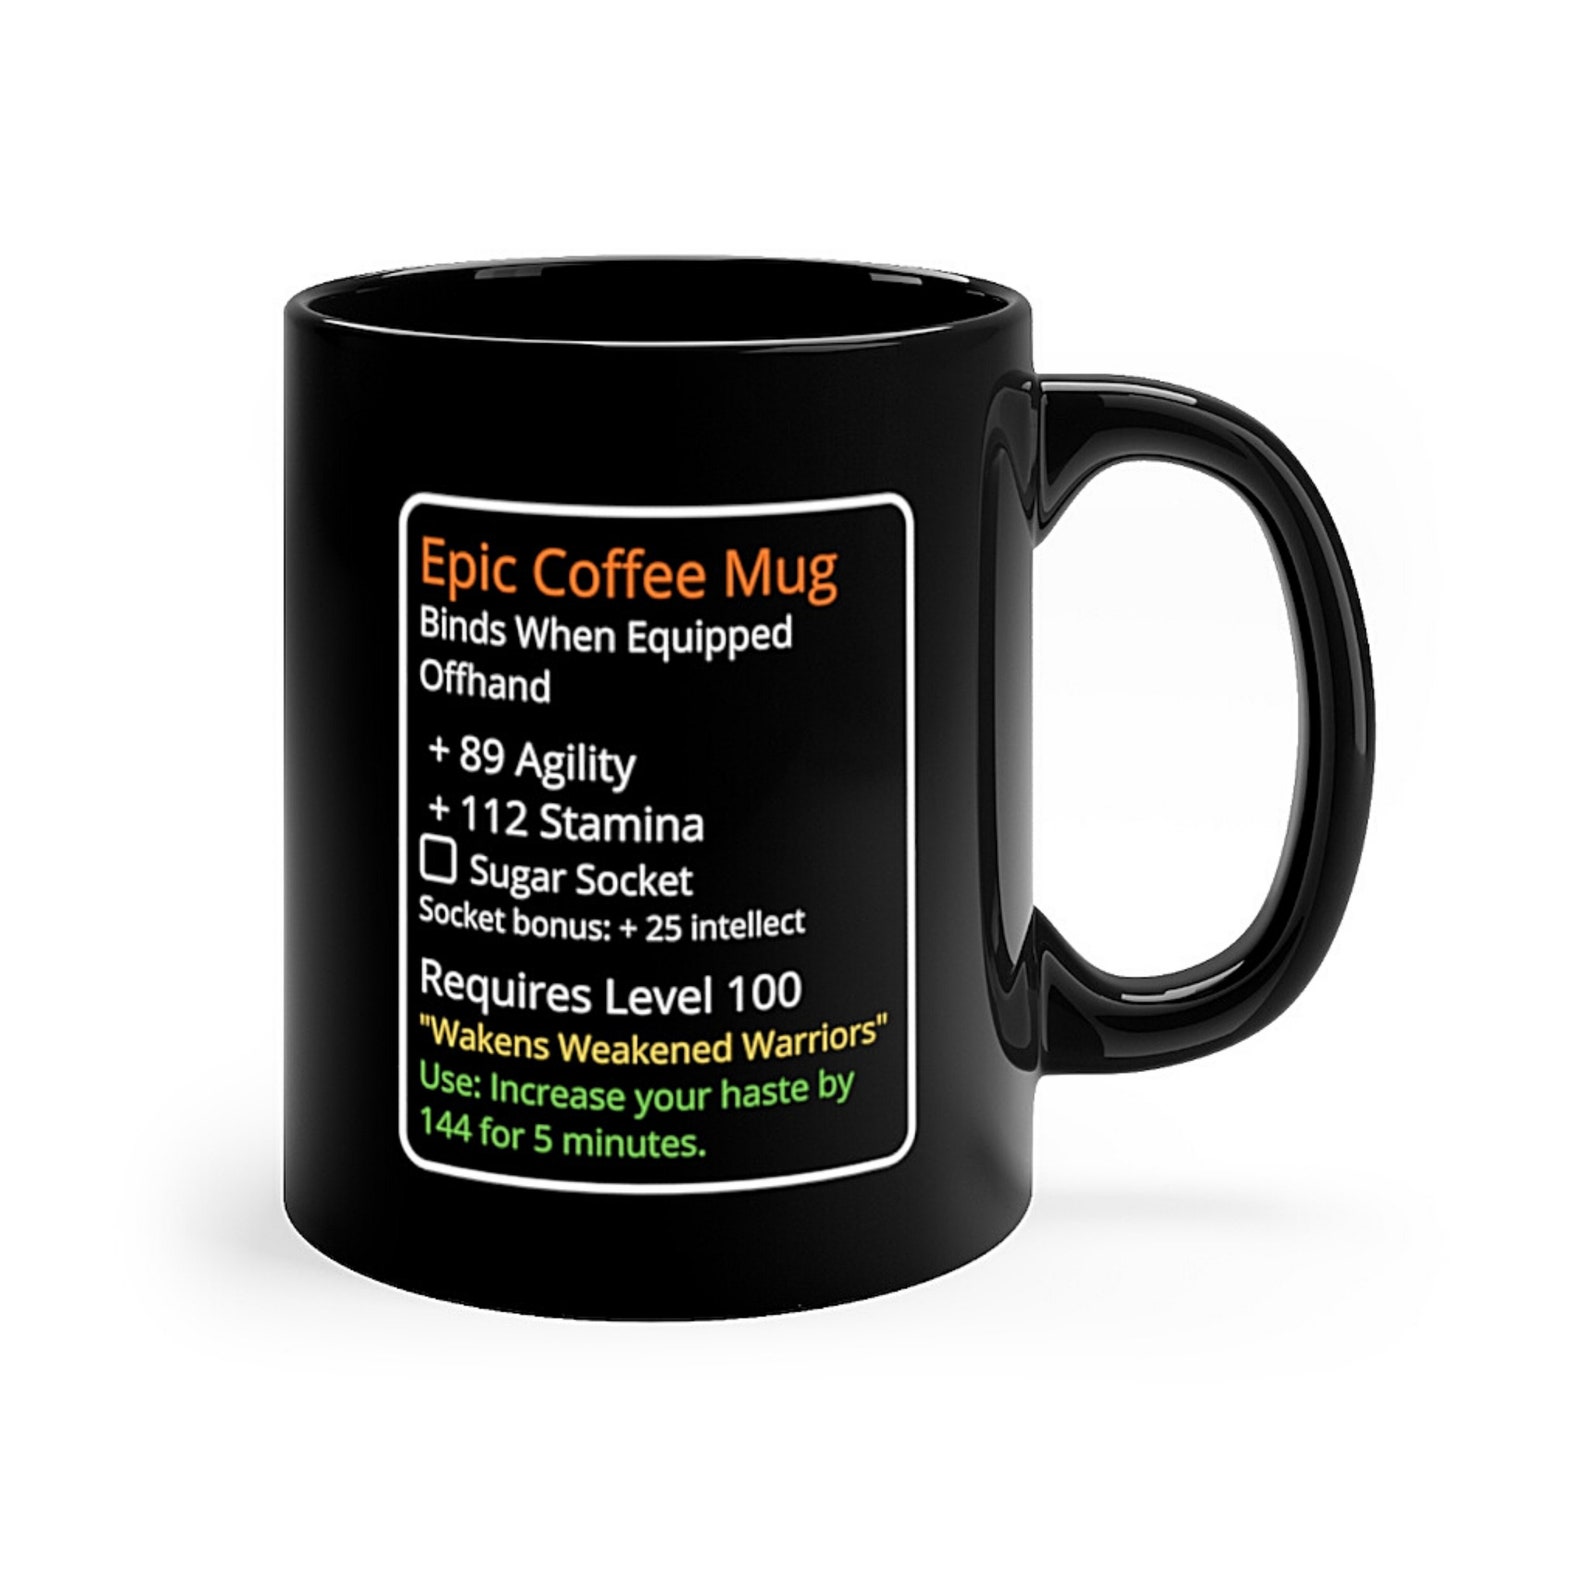 Epic Coffee Mug
Binds When Equipped
Offhand
+ 89 Agility
+ 112 Stamina
Sugar Socket
Socket bonus: + 25 intellect
Requires Level 100
"Wakens Weakened Warriors"
Use: Increase your haste by
144 for 5 minutes.